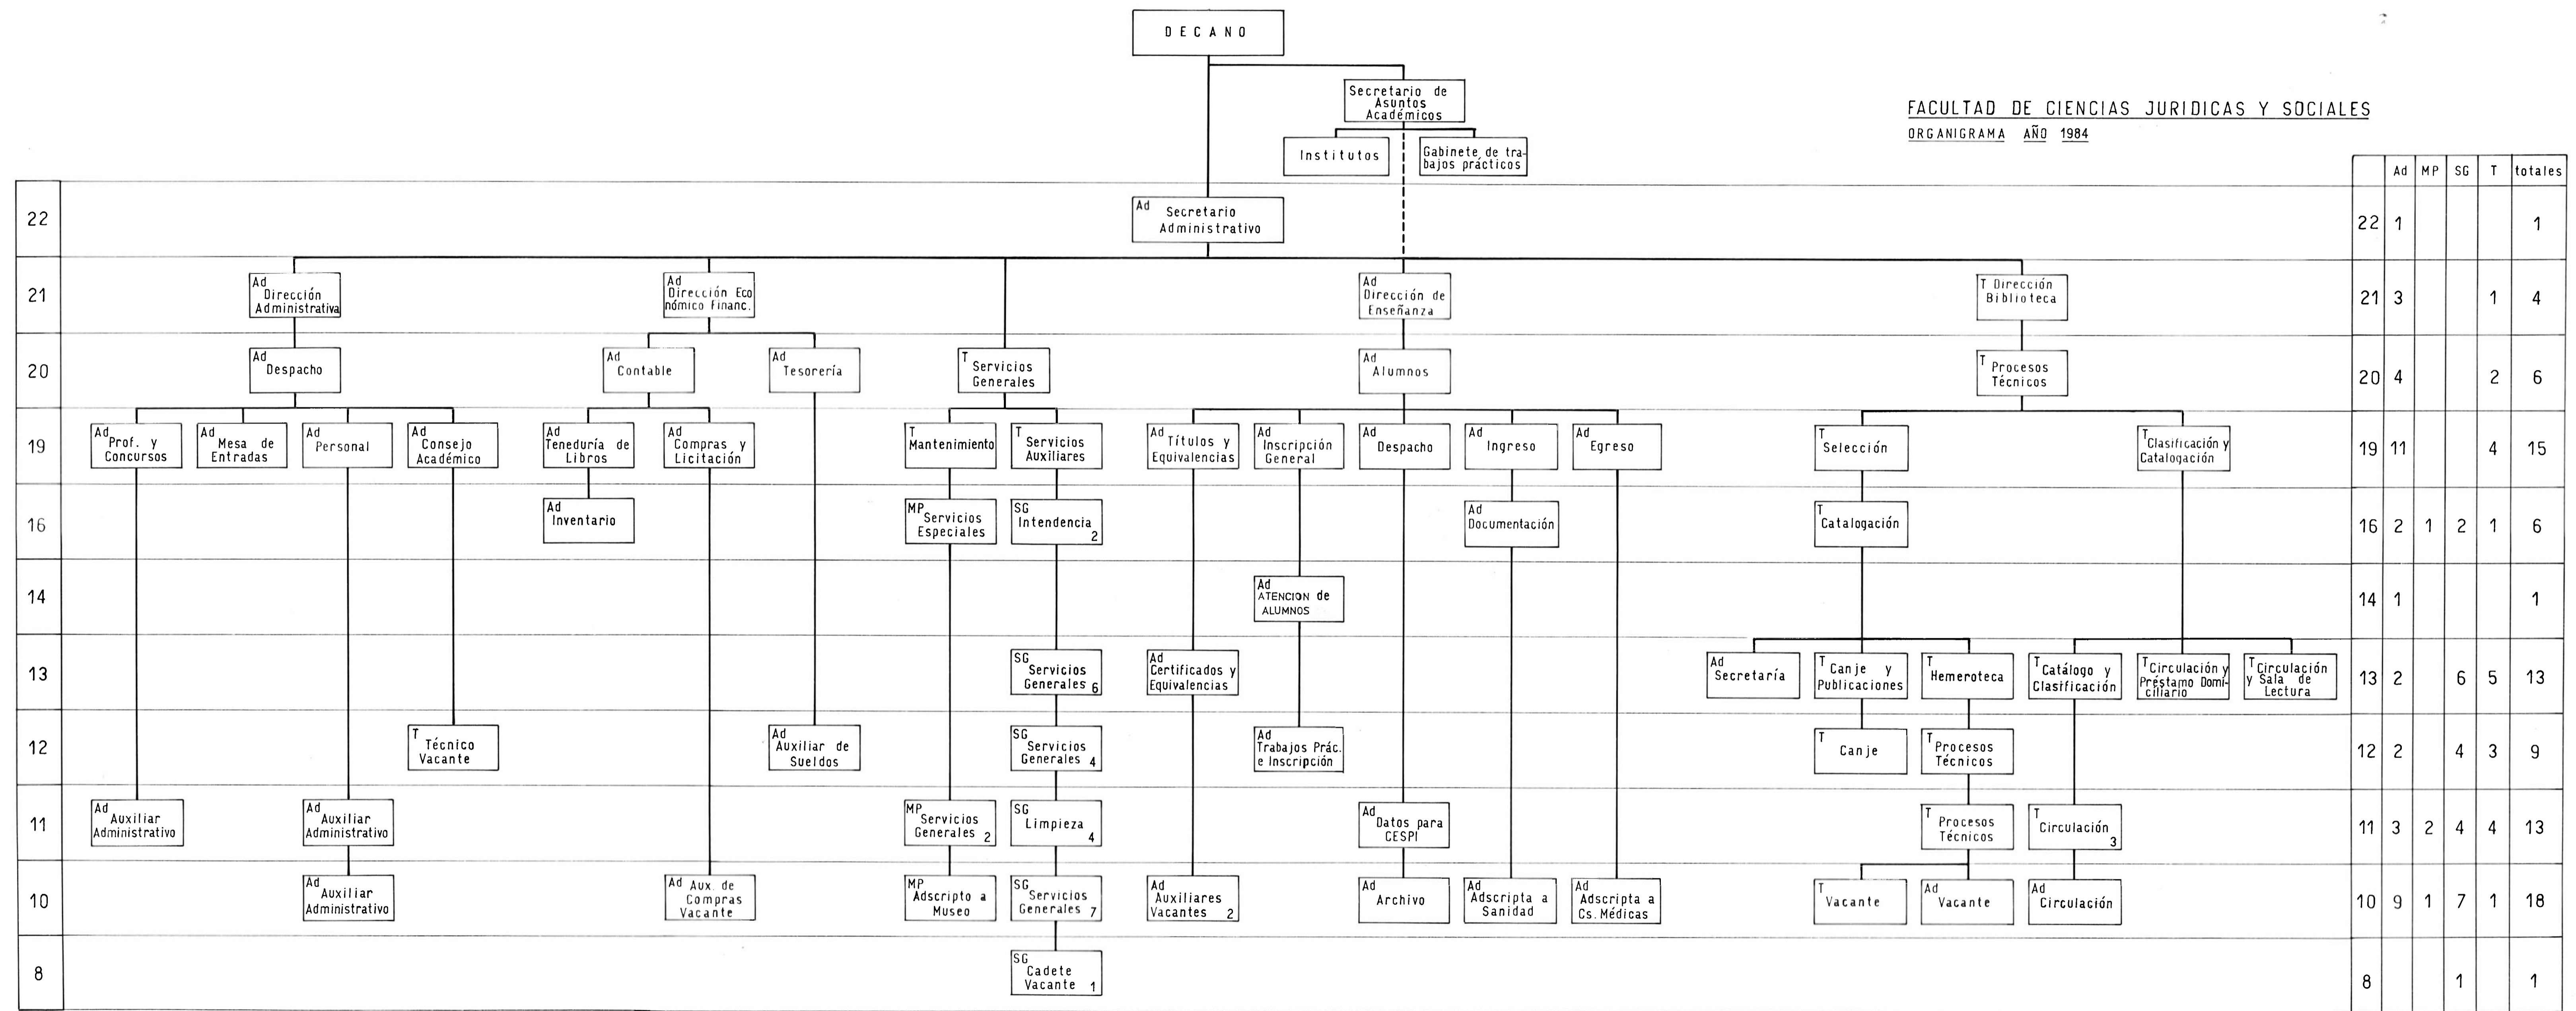 DECANO
Secretario de
Asuntos
Académicos
FACULTAD DE CIENCIAS JURIDICAS Y SOCIALES
ORGANIGRAMA AÑO 1984
Institutos
Gabinete de tra-
bajos prácticos
Ad MP SG T totales
22
Ad Secretario
Administrativo
22 1 1
21
Ad
Dirección
Administrativa
Ad
Dirección Eco
nómico Financ.
Ad
Dirección de
Enseñanza
T Dirección
Biblioteca
21 3 1 4
20
Ad
Despacho
Ad
Contable
Ad
Tesorería
T
Servicios
Generales
Ad
Alumnos
T
Procesos
Técnicos
20 4 2 6
19
Ad
Prof. y
Concursos
Ad
Mesa de
Entradas
Ad
Personal
Ad
Consejo
Académico
Ad
Teneduría de
Libros
Ad
Compras y
Licitación
T
Mantenimiento
T
Servicios
Auxiliares
Ad Títulos y
Equivalencias
Ad
Inscripción
General
Ad
Despacho
Ad
Ingreso
Ad
Egreso
T
Selección
T Clasificación y
Catalogación
19 11 4 15
16
Ad
Inventario
MP
Servicios
Especiales
SG
Intendencia
2
Ad
Documentación
T
Catalogación
16 2 1 2 1 6
14
Ad
ATENCION de
ALUMNOS
14 1 1
13
SG
Servicios
Generales 6
Ad
Certificados y
Equivalencias
Ad
Secretaría
T Canje y
Publicaciones
T
Hemeroteca
T Catálogo y
Clasificación
T Circulación y
Préstamo Domi-
ciliario
T Circulación
y Sala de
Lectura
13 2 6 5 13
12
T
Técnico
Vacante
Ad
Auxiliar de
Sueldos
SG
Servicios
Generales 4
Ad
Trabajos Prác.
e Inscripción
T
Canje
T
Procesos
Técnicos
12 2 4 3 9
11
Ad
Auxiliar
Administrativo
Ad
Auxiliar
Administrativo
MP
Servicios
Generales 2
SG
Limpieza
4
Ad
Datos para
CESPI
T
Procesos
Técnicos
T
Circulación
3
11 3 2 4 4 13
10
Ad
Auxiliar
Administrativo
Ad Aux. de
Compras
Vacante
MP
Adscripto a
Museo
SG
Servicios
Generales 7
Ad
Auxiliares
Vacantes 2
Ad
Archivo
Ad
Adscripta a
Sanidad
Ad
Adscripta a
Cs. Médicas
T
Vacante
Ad
Vacante
Ad
Circulación
10 9 1 7 1 18
8
SG
Cadete
Vacante 1
8 1 1